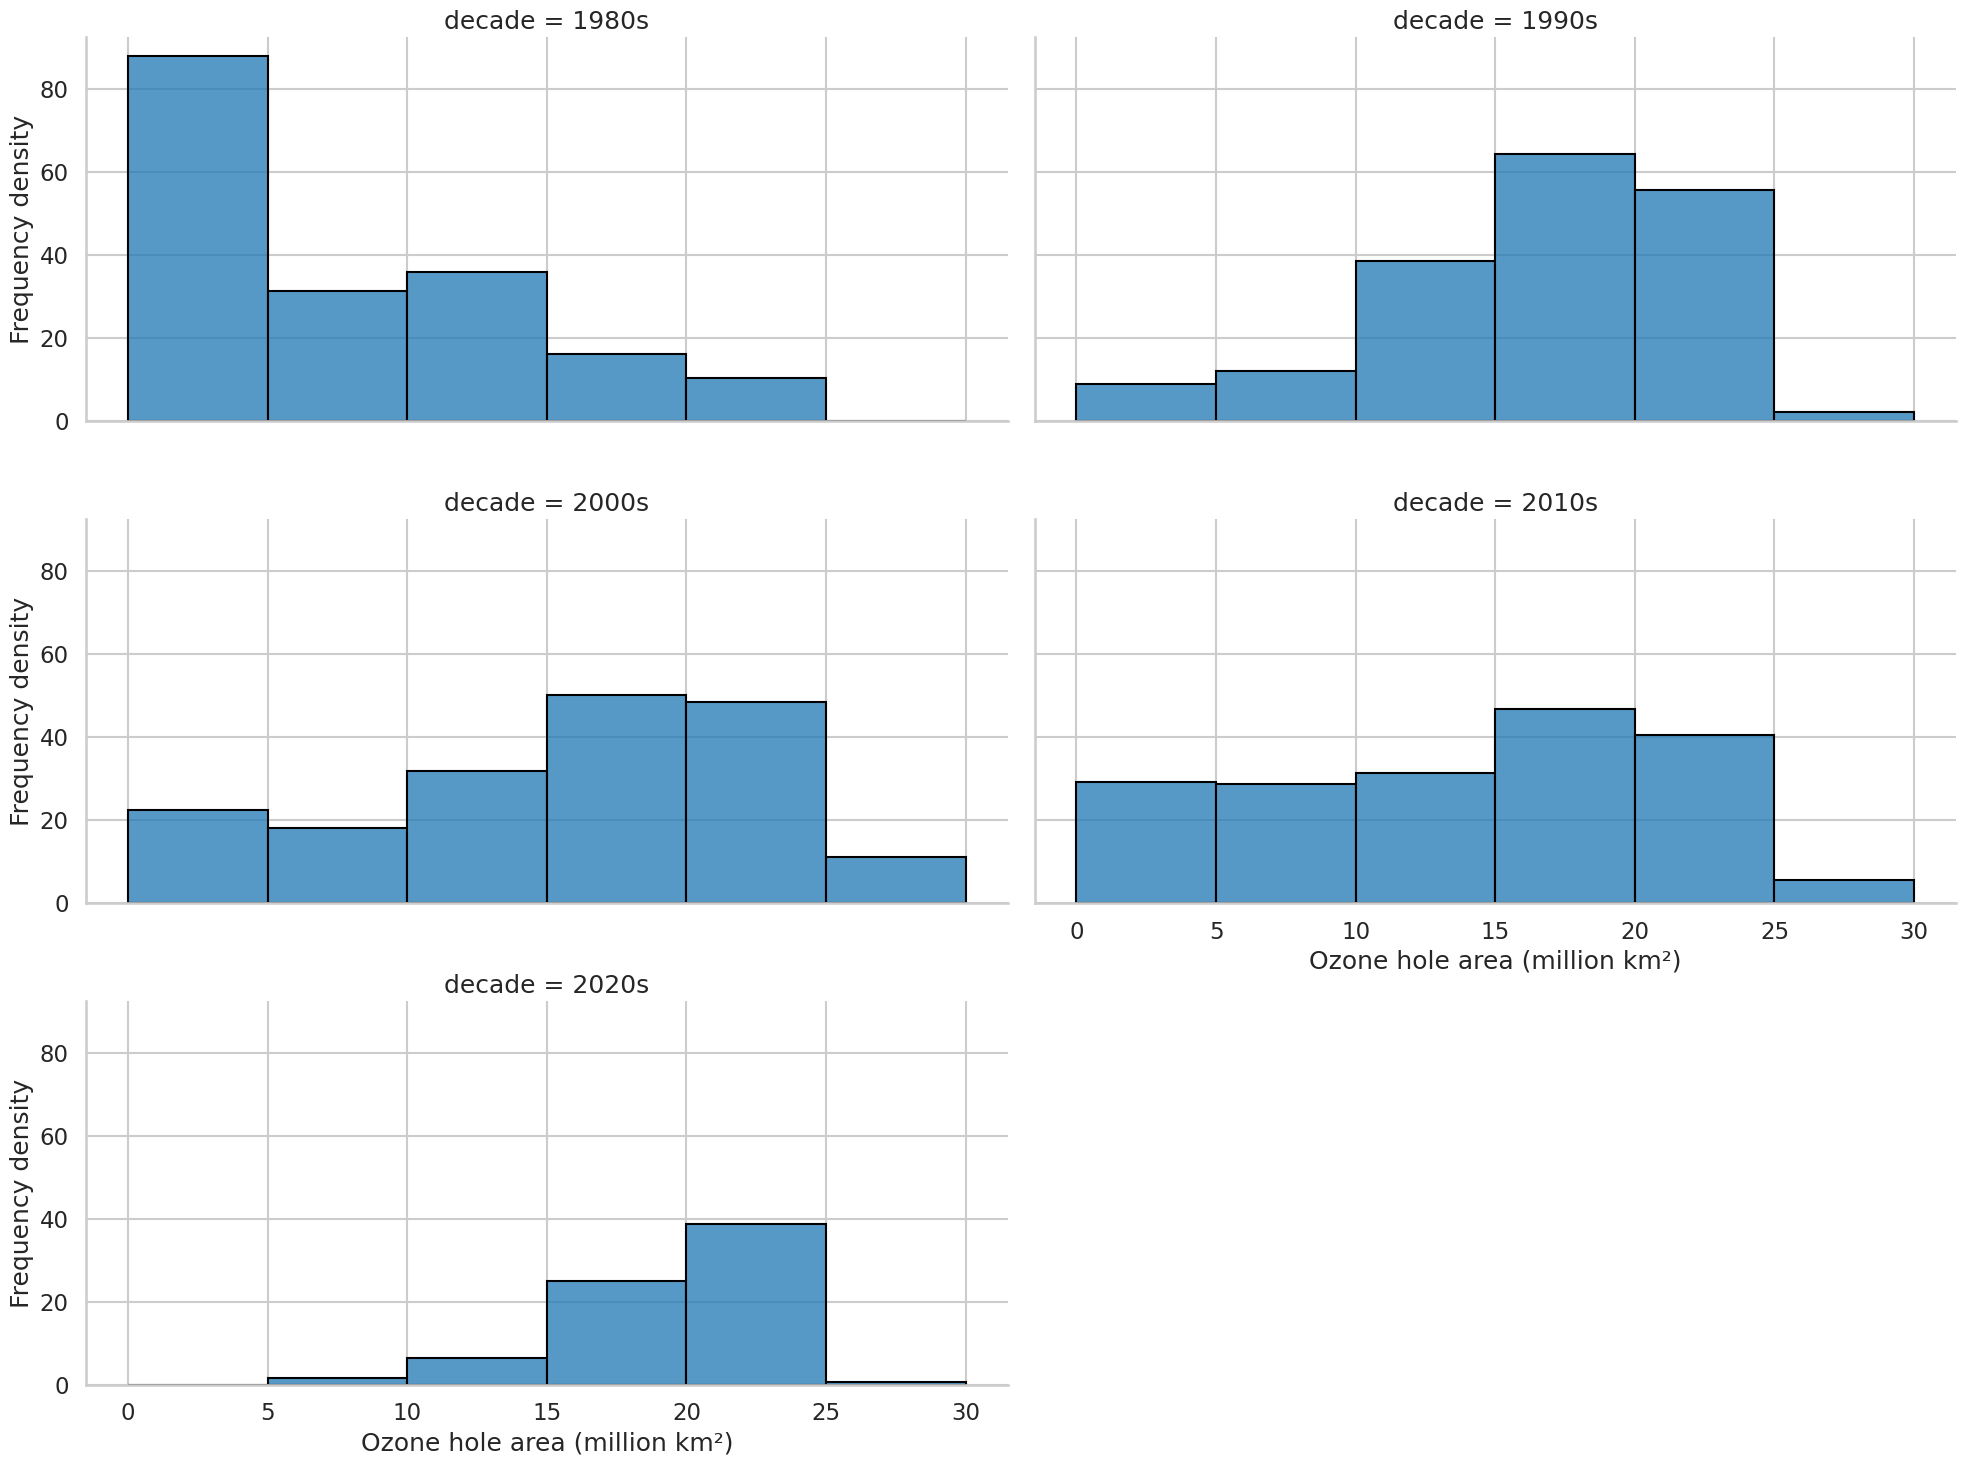 decade = 1980s
Frequency density
80
60
40
20
0
decade = 1990s
decade = 2000s
Frequency density
80
60
40
20
0
decade = 2010s
0 5 10 15 20 25 30
Ozone hole area (million km²)
decade = 2020s
Frequency density
80
60
40
20
0
0 5 10 15 20 25 30
Ozone hole area (million km²)